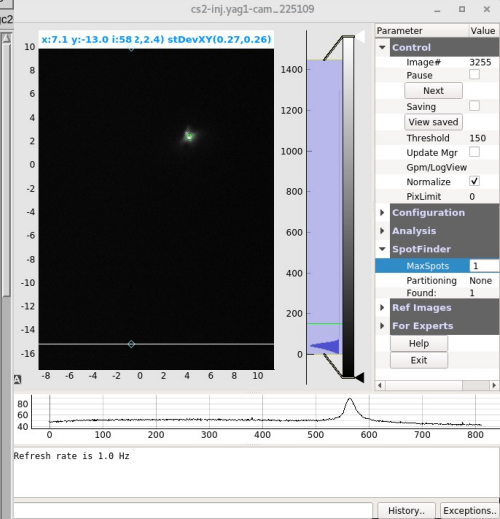 cs2-inj.yag1-cam_225109
x:7.1 y:-13.0 i:58 2,2.4) stDevXY(0.27,0.26)
10
8
6
4
2
0
-2
-4
-6
-8
-10
-12
-14
-16
-8 -6 -4 -2 0 2 4 6 8 10
A
1400
1200
1000
800
600
400
200
0
Parameter Value
Control
Image# 3255
Pause
Next
Saving
View saved
Threshold 150
Update Mgr
Gpm/LogView
Normalize
PixLimit 0
Configuration
Analysis
SpotFinder
MaxSpots 1
Partitioning None
Found: 1
Ref Images
For Experts
Help
Exit
80
60
40
0 100 200 300 400 500 600 700 800
Refresh rate is 1.0 Hz
History.. Exceptions..